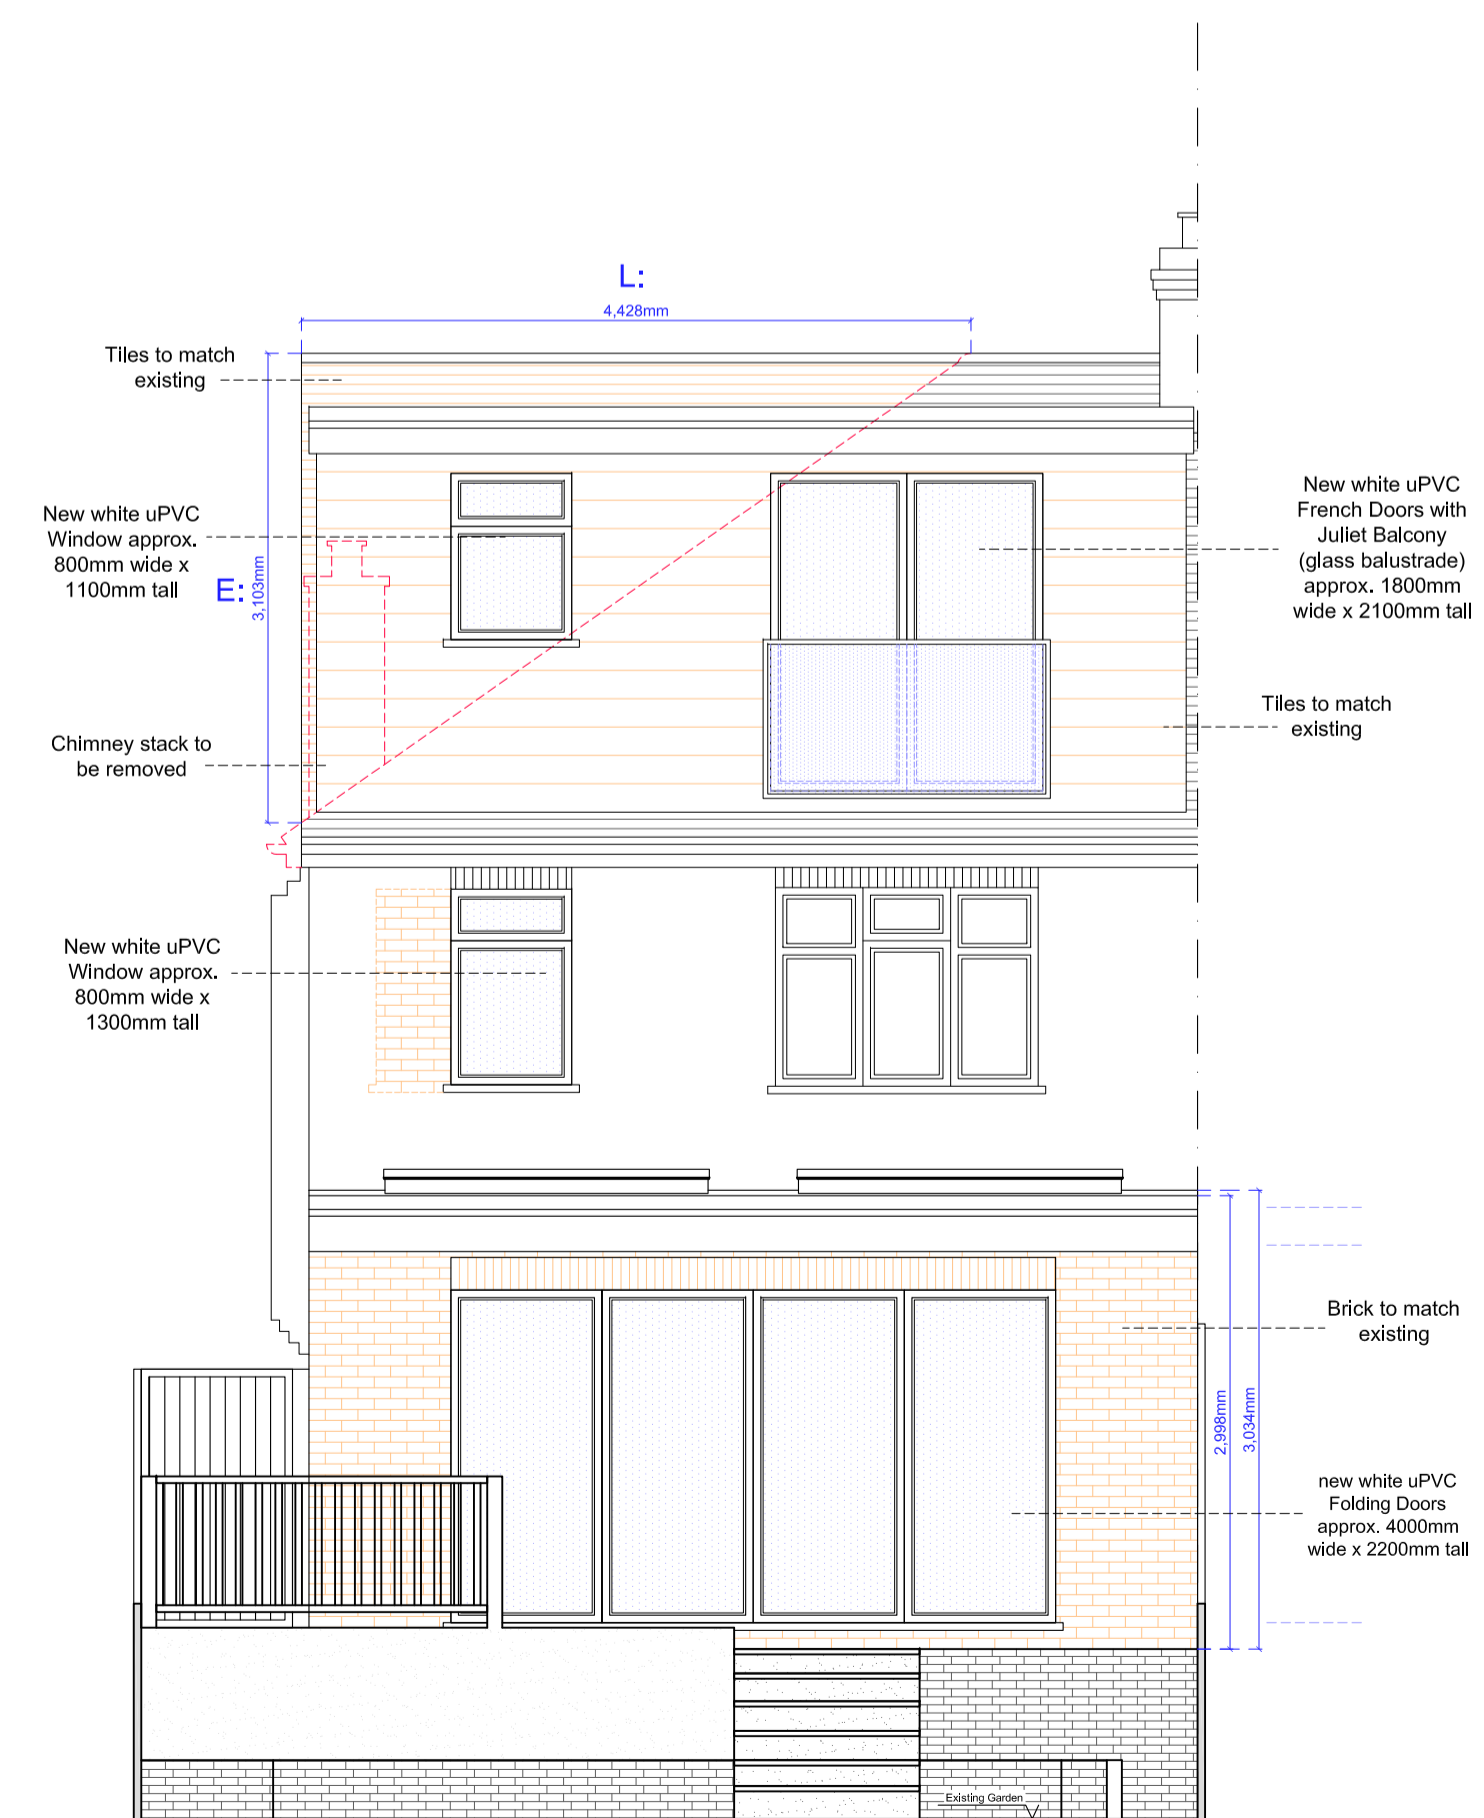 L:
4,428mm
Tiles to match
existing
New white uPVC
Window approx.
800mm wide x
1100mm tall
E:
3,103mm
New white uPVC
French Doors with
Juliet Balcony
(glass balustrade)
approx. 1800mm
wide x 2100mm tall
Tiles to match
existing
Chimney stack to
be removed
New white uPVC
Window approx.
800mm wide x
1300mm tall
Brick to match
existing
2,998mm
3,034mm
new white uPVC
Folding Doors
approx. 4000mm
wide x 2200mm tall
Existing Garden